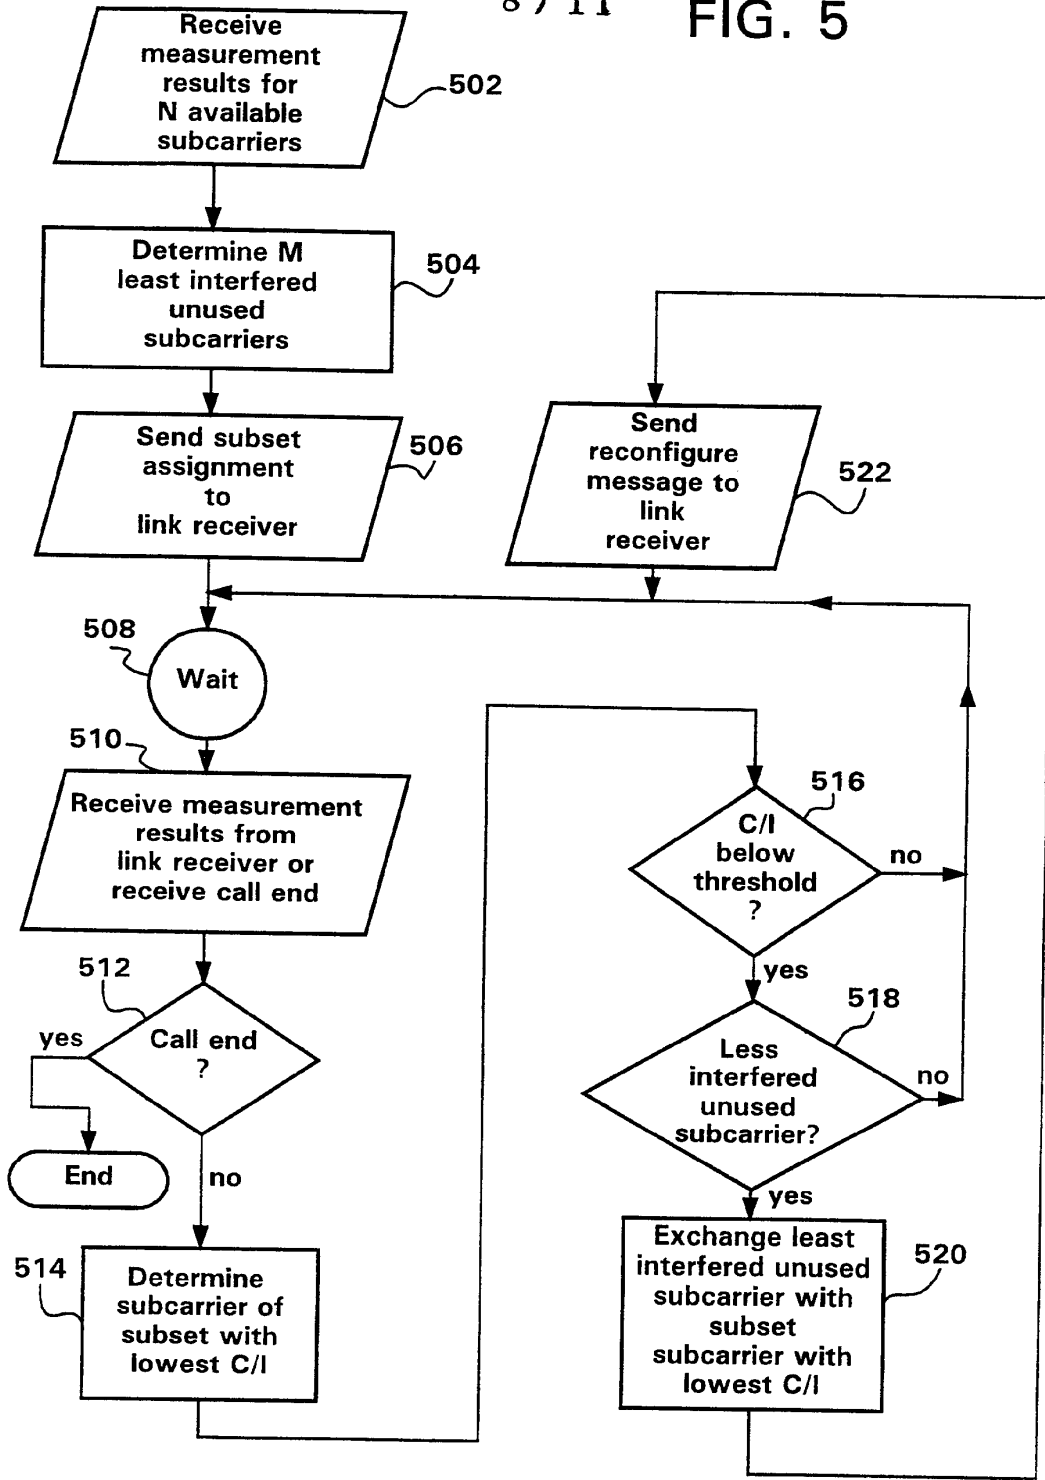 8 / 11
FIG. 5
Receive
measurement
results for
N available
subcarriers
502
Determine M
least interfered
unused
subcarriers
504
Send subset
assignment
to
link receiver
506
Send
reconfigure
message to
link
receiver
522
508
Wait
510
Receive measurement
results from
link receiver or
receive call end
512
Call end
?
yes
End
no
514
Determine
subcarrier of
subset with
lowest C/I
516
C/I
below
threshold
?
no
yes
518
Less
interfered
unused
subcarrier?
no
yes
520
Exchange least
interfered unused
subcarrier with
subset
subcarrier with
lowest C/I